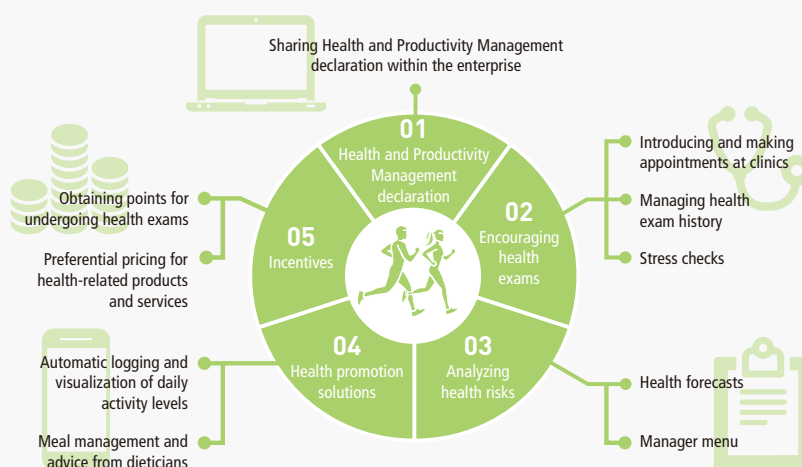 Sharing Health and Productivity Management
declaration within the enterprise
01
Health and Productivity
Management
declaration
02
Encouraging
health
exams
Introducing and making
appointments at clinics
Managing health
exam history
Stress checks
03
Analyzing
health risks
Health forecasts
Manager menu
04
Health promotion
solutions
Automatic logging and
visualization of daily
activity levels
Meal management and
advice from dieticians
05
Incentives
Obtaining points for
undergoing health exams
Preferential pricing for
health-related products
and services